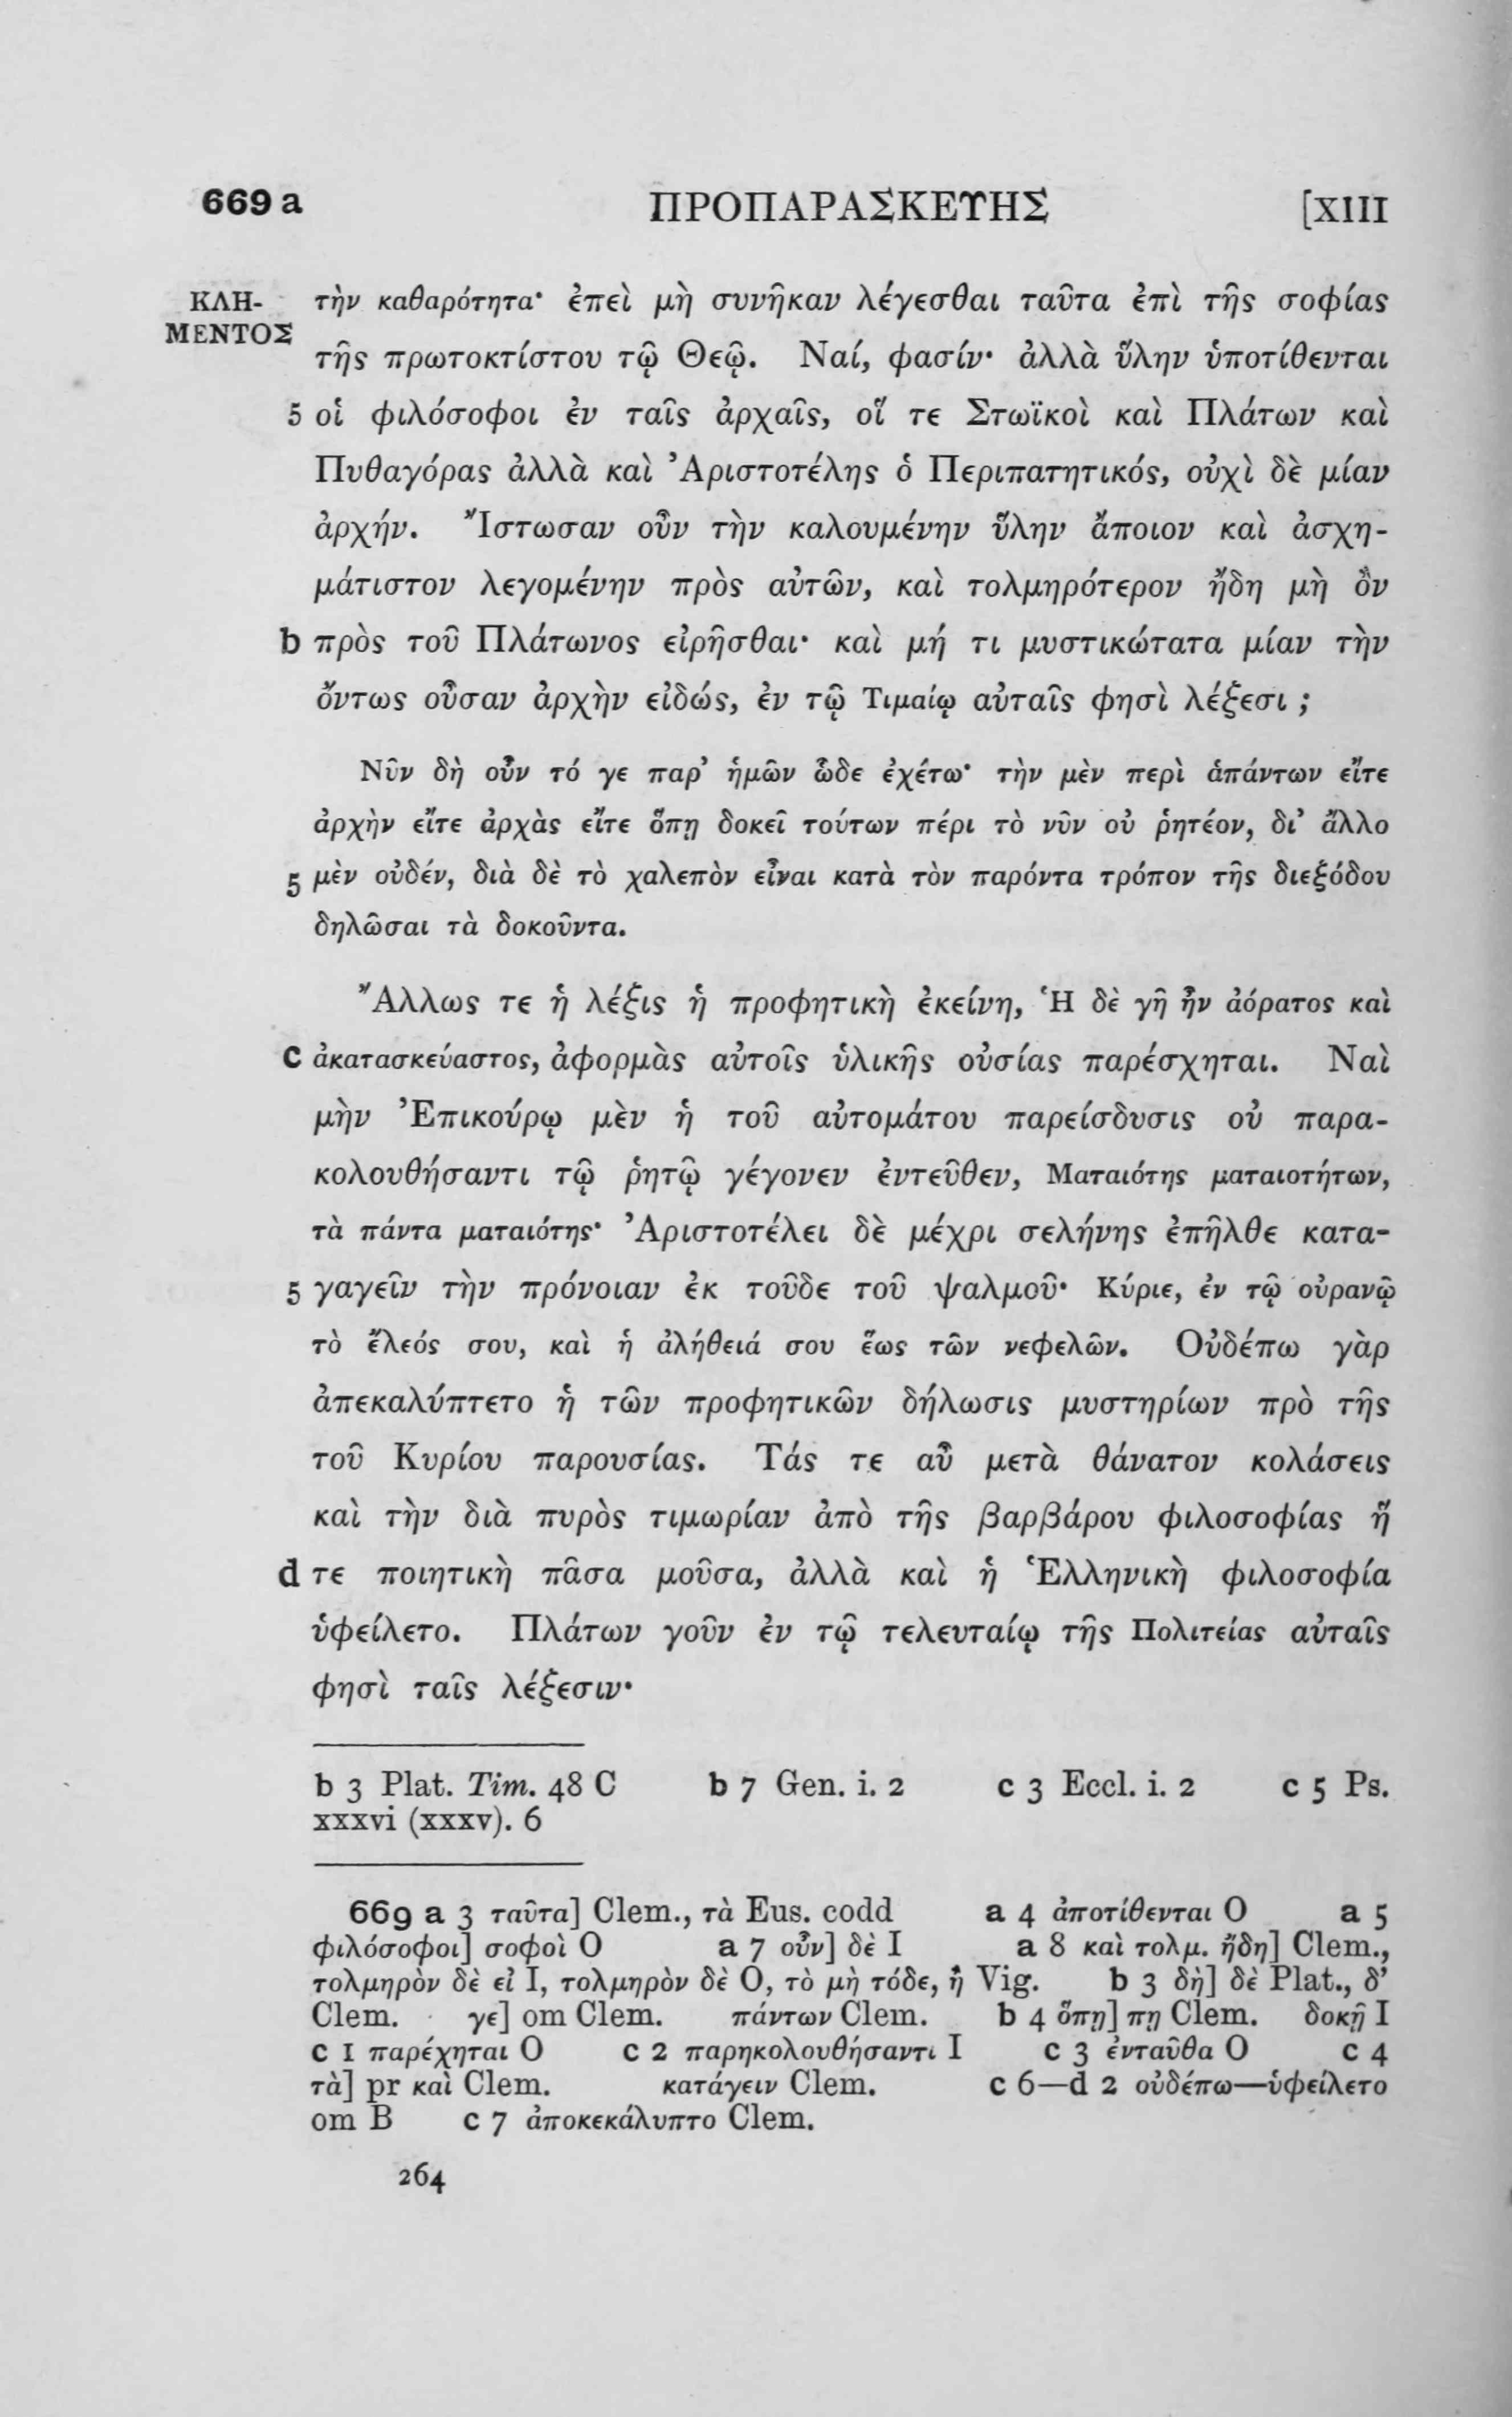 669 a ΠΡΟΠΑΡΑΣΚΕΥΗΣ [XIII
ΚΛΗ- τὴν καθαρότητα· ἐπεὶ μὴ συνῆκαν λέγεσθαι ταῦτα ἐπὶ τῆς σοφίας
ΜΕΝΤΟΣ τῆς πρωτοκτίστου τῷ Θεῷ. Ναί, φασίν· ἀλλὰ ὕλην ὑποτίθενται
5 οἱ φιλόσοφοι ἐν ταῖς ἀρχαῖς, οἵ τε Στωϊκοὶ καὶ Πλάτων καὶ
Πυθαγόρας ἀλλὰ καὶ Ἀριστοτέλης ὁ Περιπατητικός, οὐχὶ δὲ μίαν
ἀρχήν. Ἴστωσαν οὖν τὴν καλουμένην ὕλην ἄποιον καὶ ἀσχη-
μάτιστον λεγομένην πρὸς αὐτῶν, καὶ τολμηρότερον ἤδη μὴ ὂν
b πρὸς τοῦ Πλάτωνος εἰρῆσθαι· καὶ μή τι μυστικώτατα μίαν τὴν
ὄντως οὖσαν ἀρχὴν εἰδώς, ἐν τῷ Τιμαίῳ αὐταῖς φησὶ λέξεσι ;
Νῦν δὴ οὖν τό γε παρ’ ἡμῶν ὧδε ἐχέτω· τὴν μὲν περὶ ἁπάντων εἴτε
ἀρχὴν εἴτε ἀρχὰς εἴτε ὅπῃ δοκεῖ τούτων πέρι τὸ νῦν οὐ ῥητέον, δι’ ἄλλο
5 μὲν οὐδέν, διὰ δὲ τὸ χαλεπὸν εἶναι κατὰ τὸν παρόντα τρόπον τῆς διεξόδου
δηλῶσαι τὰ δοκοῦντα.
Ἄλλως τε ἡ λέξις ἡ προφητικὴ ἐκείνη, Ἡ δὲ γῆ ἦν ἀόρατος καὶ
c ἀκατασκεύαστος, ἀφορμὰς αὐτοῖς ὑλικῆς οὐσίας παρέσχηται. Ναὶ
μὴν Ἐπικούρῳ μὲν ἡ τοῦ αὐτομάτου παρείσδυσις οὐ παρα-
κολουθήσαντι τῷ ῥητῷ γέγονεν ἐντεῦθεν, Ματαιότης ματαιοτήτων,
τὰ πάντα ματαιότης· Ἀριστοτέλει δὲ μέχρι σελήνης ἐπῆλθε κατα-
5 γαγεῖν τὴν πρόνοιαν ἐκ τοῦδε τοῦ ψαλμοῦ· Κύριε, ἐν τῷ οὐρανῷ
τὸ ἔλεός σου, καὶ ἡ ἀλήθειά σου ἕως τῶν νεφελῶν. Οὐδέπω γὰρ
ἀπεκαλύπτετο ἡ τῶν προφητικῶν δήλωσις μυστηρίων πρὸ τῆς
τοῦ Κυρίου παρουσίας. Τάς τε αὖ μετὰ θάνατον κολάσεις
καὶ τὴν διὰ πυρὸς τιμωρίαν ἀπὸ τῆς βαρβάρου φιλοσοφίας ἥ
d τε ποιητικὴ πᾶσα μοῦσα, ἀλλὰ καὶ ἡ Ἑλληνικὴ φιλοσοφία
ὑφείλετο. Πλάτων γοῦν ἐν τῷ τελευταίῳ τῆς Πολιτείας αὐταῖς
φησὶ ταῖς λέξεσιν·
b 3 Plat. Tim. 48 C b 7 Gen. i. 2 c 3 Eccl. i. 2 c 5 Ps.
xxxvi (xxxv). 6
669 a 3 ταῦτα] Clem., τὰ Eus. codd a 4 ἀποτίθενται O a 5
φιλόσοφοι] σοφοὶ O a 7 οὖν] δὲ I a 8 καὶ τολμ. ἤδη] Clem.,
τολμηρὸν δὲ εἰ I, τολμηρὸν δὲ O, τὸ μὴ τόδε, ἢ Vig. b 3 δὴ] δὲ Plat., δ’
Clem. γε] om Clem. πάντων Clem. b 4 ὅπῃ] πῃ Clem. δοκῇ I
c 1 παρέχηται O c 2 παρηκολουθήσαντι I c 3 ἐνταῦθα O c 4
τὰ] pr καὶ Clem. κατάγειν Clem. c 6—d 2 οὐδέπω—ὑφείλετο
om B c 7 ἀποκεκάλυπτο Clem.
264